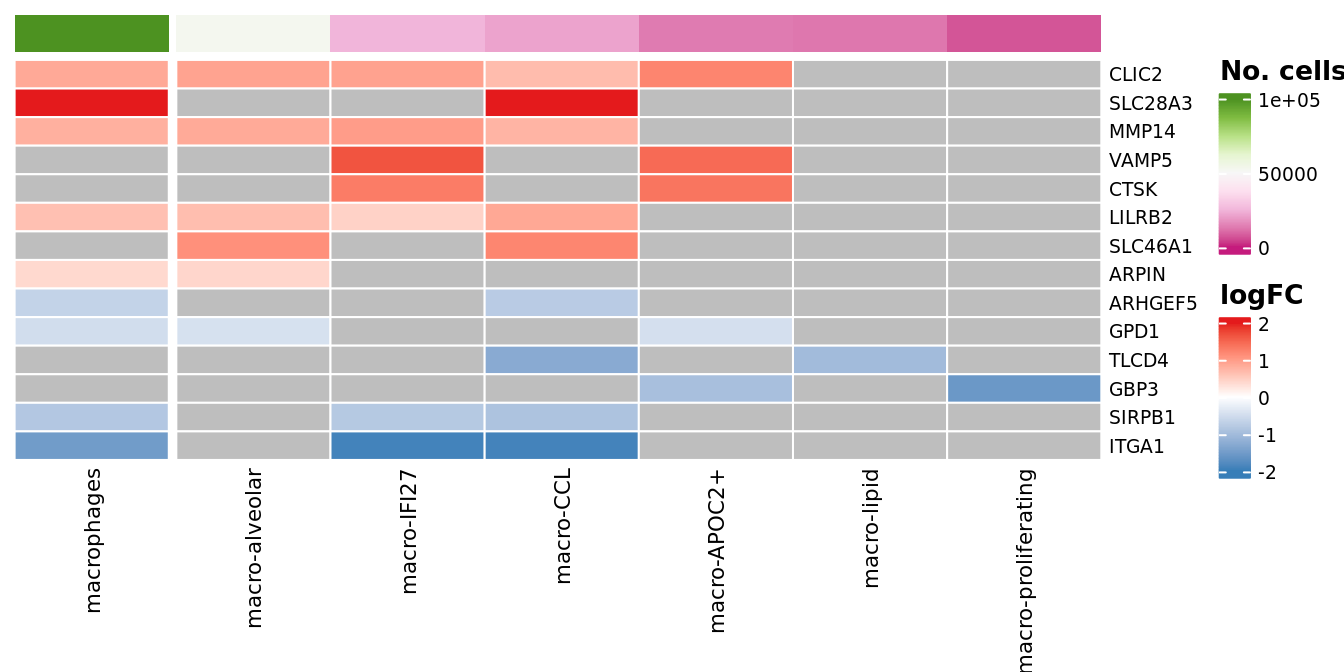 CLIC2
SLC28A3
MMP14
VAMP5
CTSK
LILRB2
SLC46A1
ARPIN
ARHGEF5
GPD1
TLCD4
GBP3
SIRPB1
ITGA1
macrophages
macro-alveolar
macro-IFI27
macro-CCL
macro-APOC2+
macro-lipid
macro-proliferating
No. cells
1e+05
50000
0
logFC
2
1
0
-1
-2